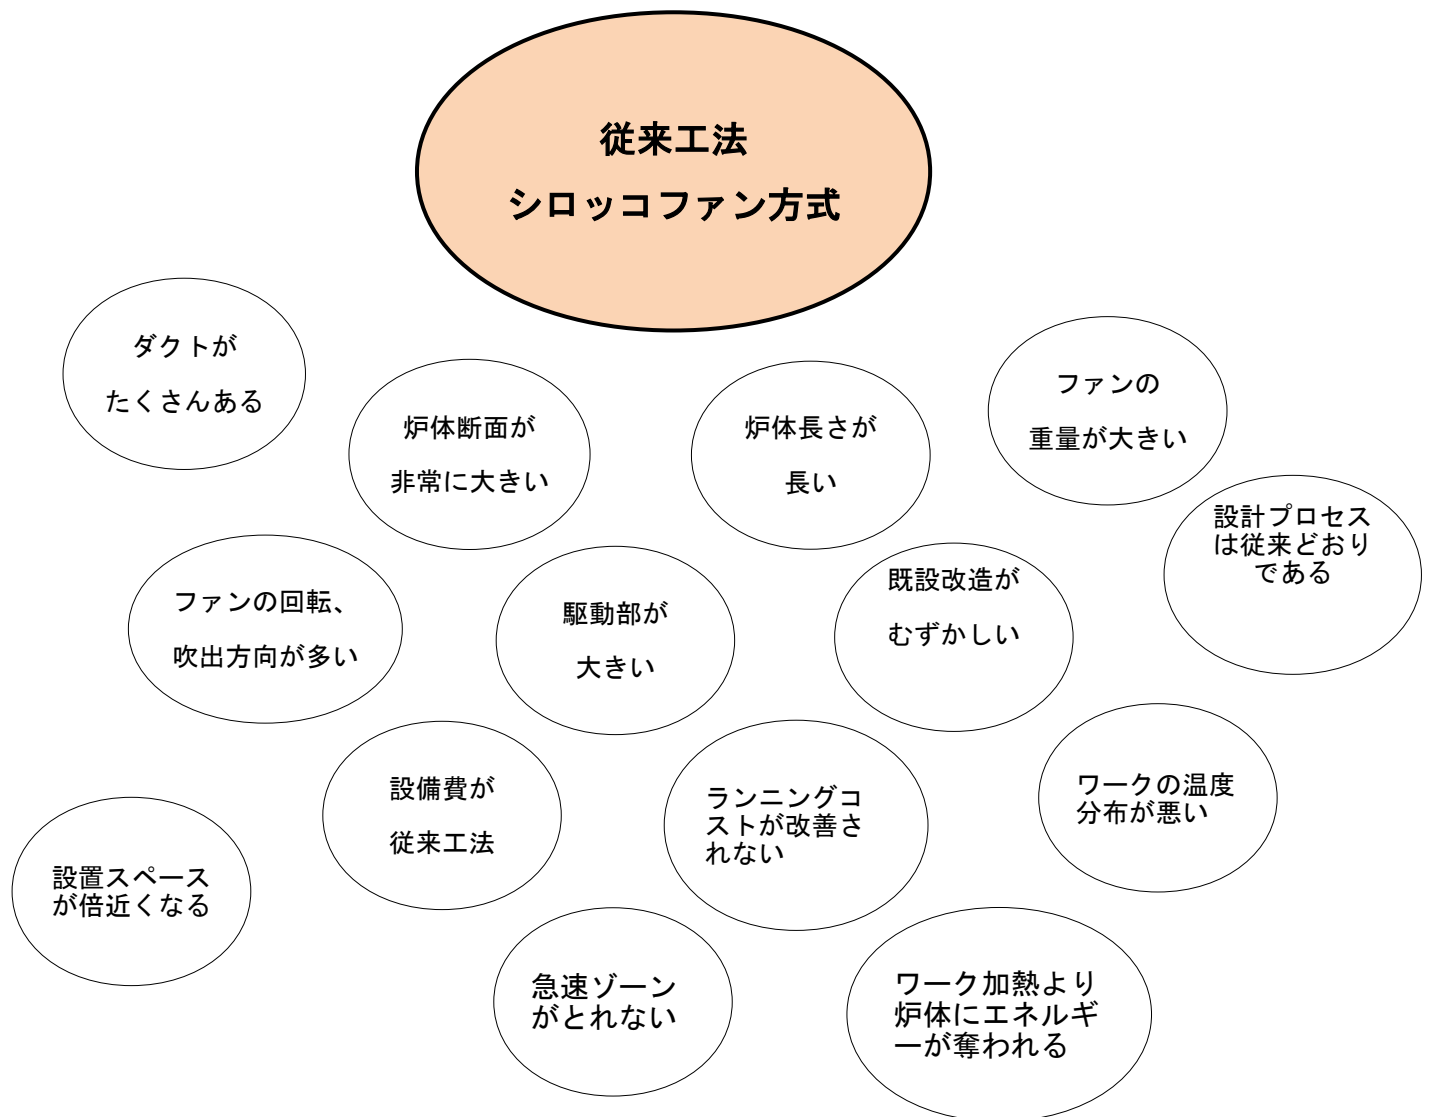 従来工法
シロッコファン方式
ダクトが
たくさんある
炉体断面が
非常に大きい
炉体長さが
長い
ファンの
重量が大きい
設計プロセス
は従来どおり
である
ファンの回転、
吹出方向が多い
駆動部が
大きい
既設改造が
むずかしい
設備費が
従来工法
ランニングコ
ストが改善さ
れない
ワークの温度
分布が悪い
設置スペース
が倍近くなる
急速ゾーン
がとれない
ワーク加熱より
炉体にエネルギ
ーが奪われる